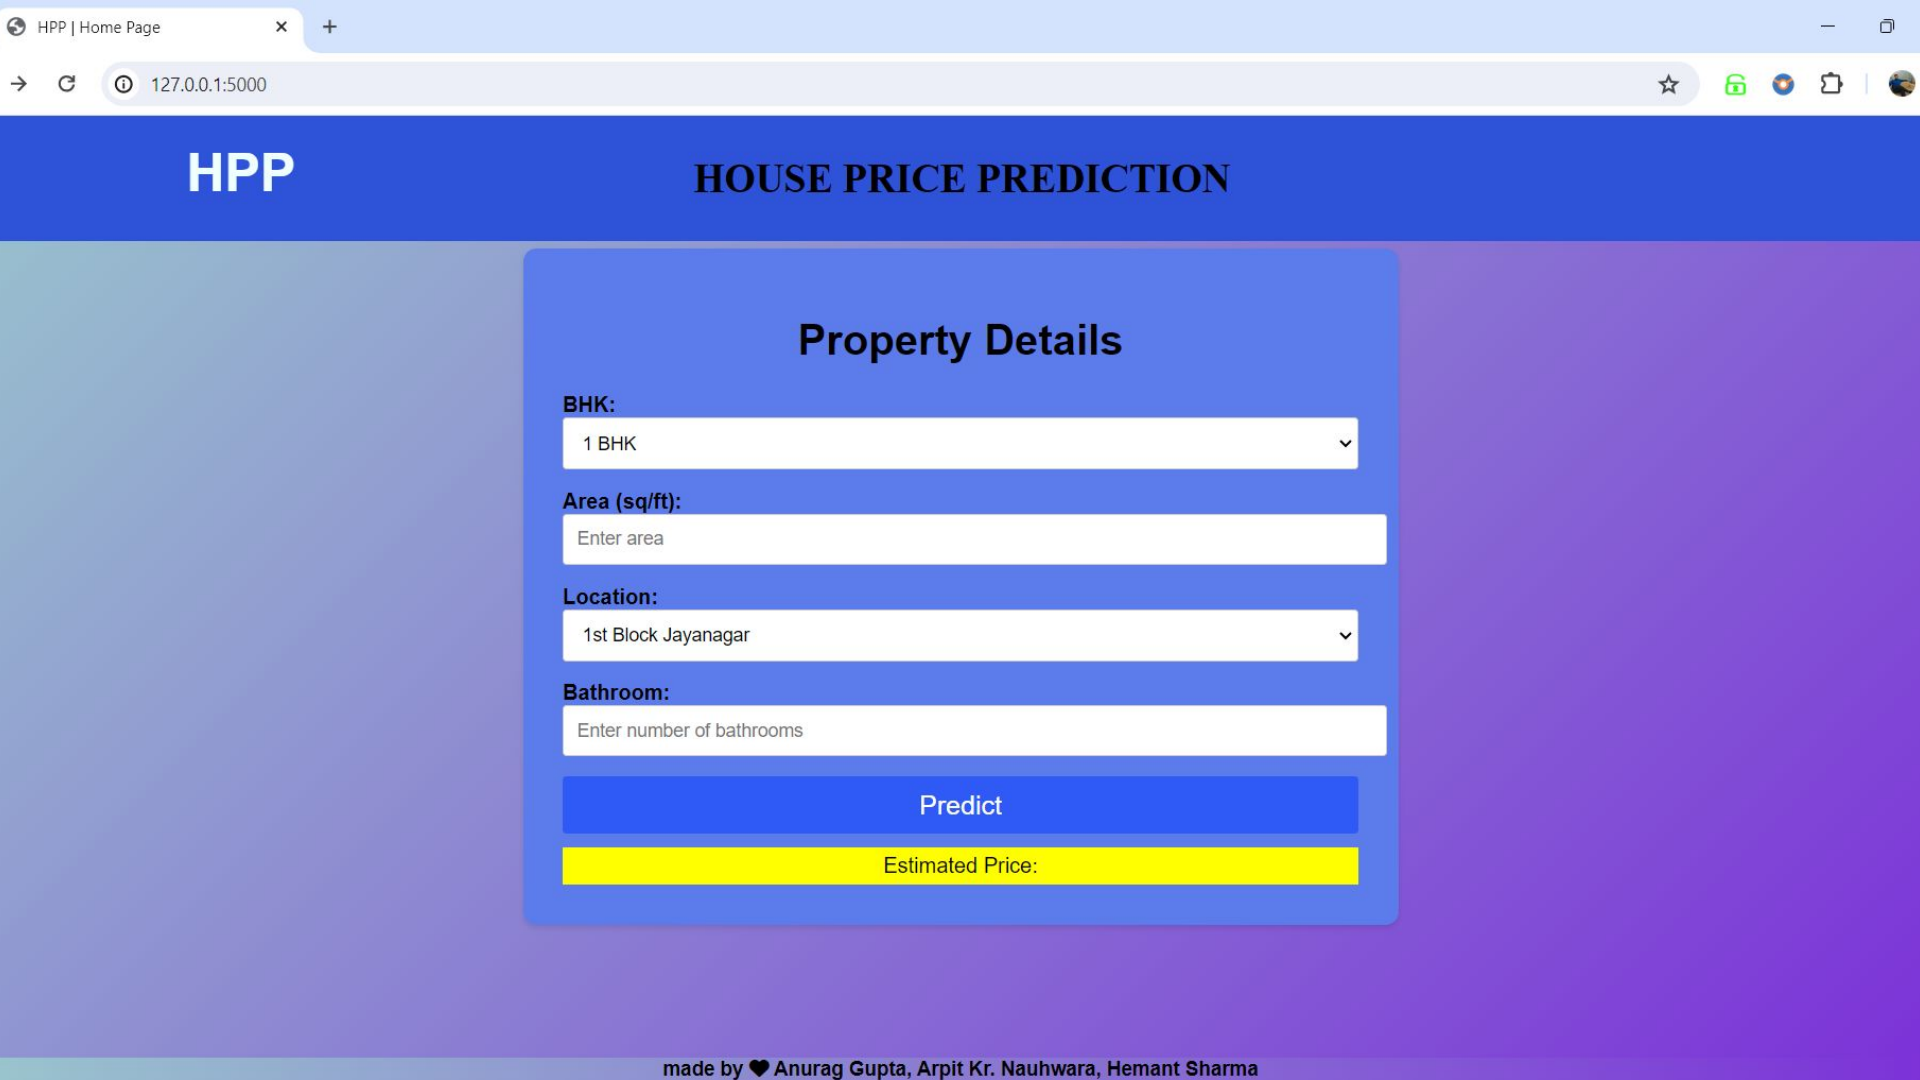 HPP | Home Page
127.0.0.1:5000
HPP
HOUSE PRICE PREDICTION
Property Details
BHK:
1 BHK
Area (sq/ft):
Enter area
Location:
1st Block Jayanagar
Bathroom:
Enter number of bathrooms
Predict
Estimated Price:
made by ♥ Anurag Gupta, Arpit Kr. Nauhwara, Hemant Sharma